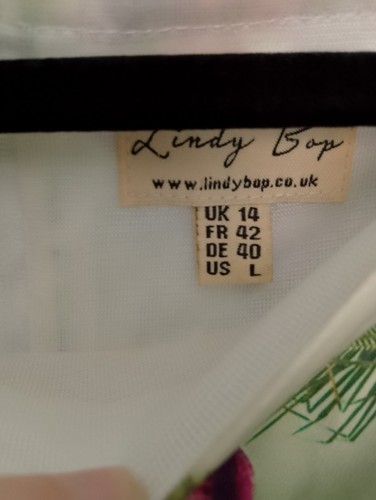 Lindy Bop
www.lindybop.co.uk
UK 14
FR 42
DE 40
US L